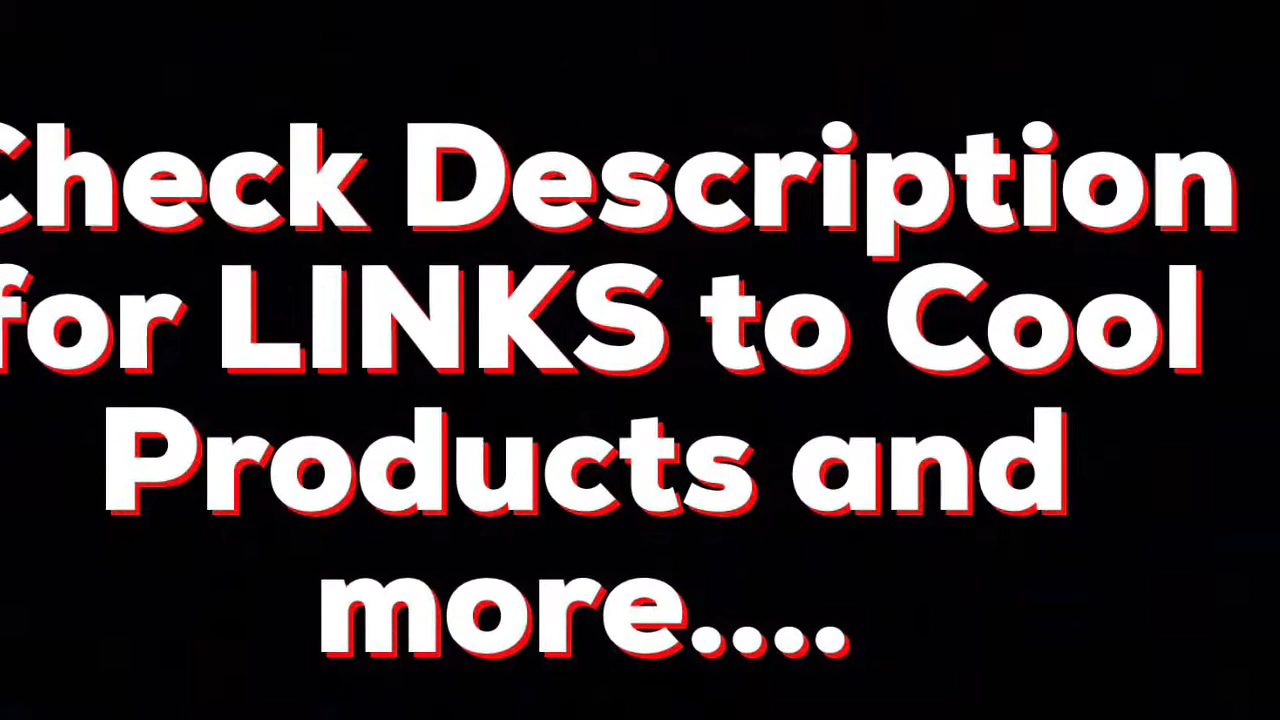 Check Description
for LINKS to Cool
Products and
more....